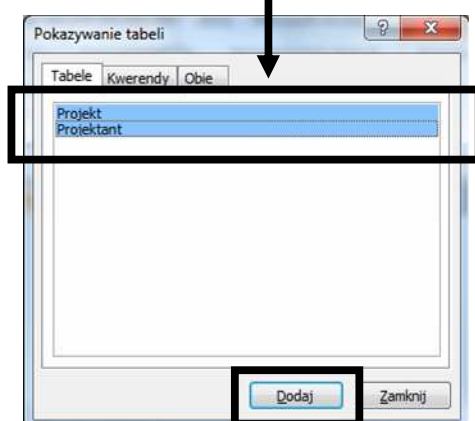 Pokazywanie tabeli
Tabele Kwerendy Obie
Projekt
Projektant
Dodaj Zamknij